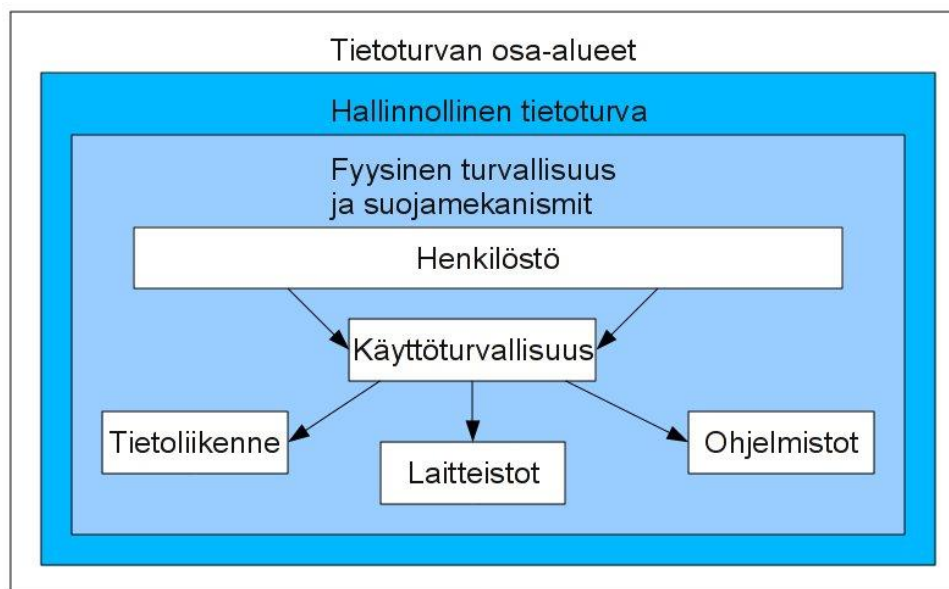 Tietoturvan osa-alueet
Hallinnollinen tietoturva
Fyysinen turvallisuus
ja suojamekanismit
Henkilöstö
Käyttöturvallisuus
Tietoliikenne
Laitteistot
Ohjelmistot